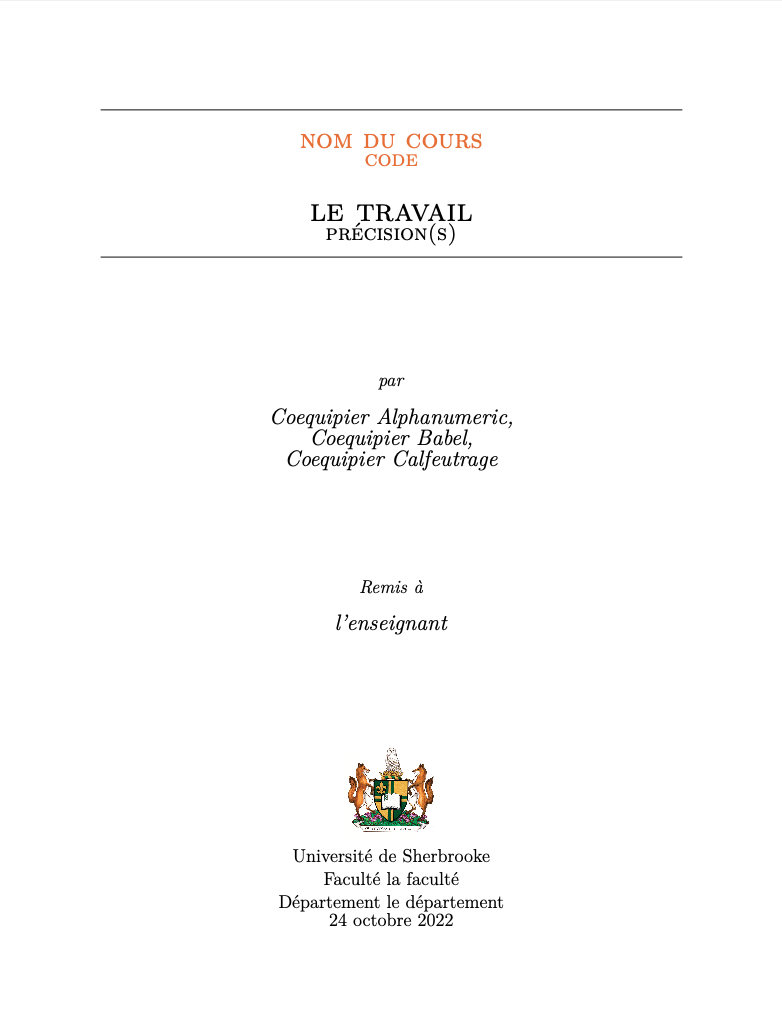 NOM DU COURS
CODE
LE TRAVAIL
PRÉCISION(S)
par
Coequipier Alphanumeric,
Coequipier Babel,
Coequipier Calfeutrage
Remis à
l'enseignant
Université de Sherbrooke
Faculté la faculté
Département le département
24 octobre 2022